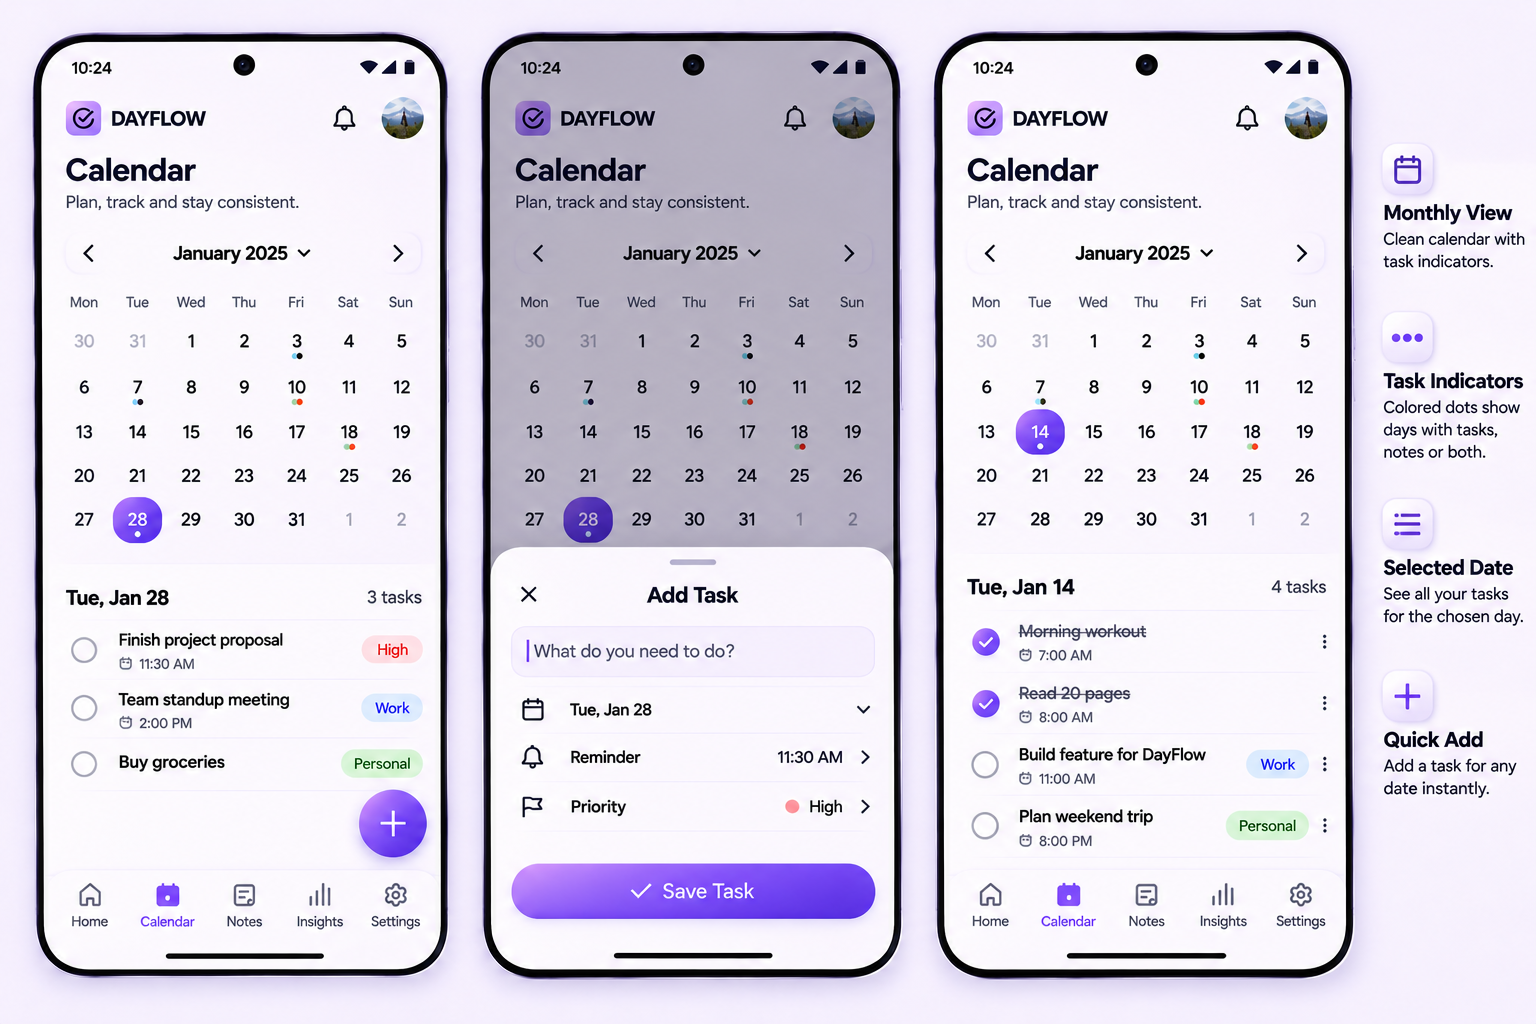 10:24
DAYFLOW
Calendar
Plan, track and stay consistent.
January 2025
Mon Tue Wed Thu Fri Sat Sun
30 31 1 2 3 4 5
6 7 8 9 10 11 12
13 14 15 16 17 18 19
20 21 22 23 24 25 26
27 28 29 30 31 1 2
Tue, Jan 28
3 tasks
Finish project proposal
11:30 AM
High
Team standup meeting
2:00 PM
Work
Buy groceries
Personal
Home Calendar Notes Insights Settings
10:24
DAYFLOW
Calendar
Plan, track and stay consistent.
January 2025
Mon Tue Wed Thu Fri Sat Sun
30 31 1 2 3 4 5
6 7 8 9 10 11 12
13 14 15 16 17 18 19
20 21 22 23 24 25 26
27 28 29 30 31 1 2
Add Task
What do you need to do?
Tue, Jan 28
Reminder 11:30 AM
Priority High
Save Task
10:24
DAYFLOW
Calendar
Plan, track and stay consistent.
January 2025
Mon Tue Wed Thu Fri Sat Sun
30 31 1 2 3 4 5
6 7 8 9 10 11 12
13 14 15 16 17 18 19
20 21 22 23 24 25 26
27 28 29 30 31 1 2
Tue, Jan 14
4 tasks
Morning workout
7:00 AM
Read 20 pages
8:00 AM
Build feature for DayFlow
11:00 AM
Work
Plan weekend trip
8:00 PM
Personal
Home Calendar Notes Insights Settings
Monthly View
Clean calendar with
task indicators.
Task Indicators
Colored dots show
days with tasks,
notes or both.
Selected Date
See all your tasks
for the chosen day.
Quick Add
Add a task for any
date instantly.